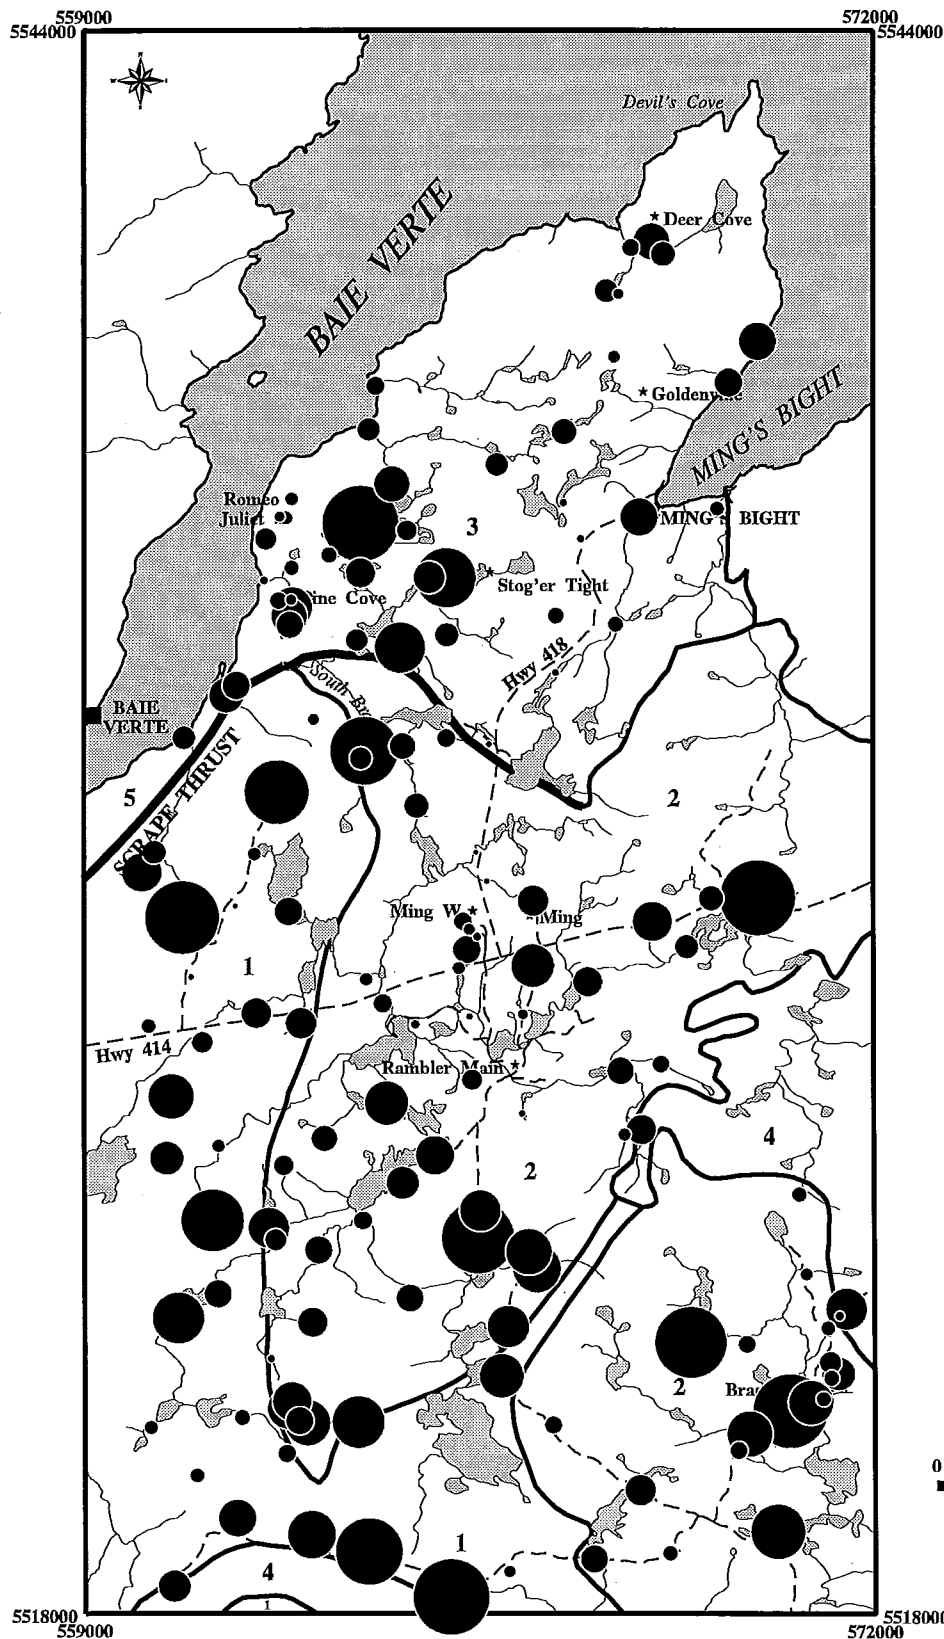 559000
572000
5544000
5544000
Devil's Cove
Deer Cove
BAIE VERTE
MING'S BIGHT
Romeo
Juliet
3
MING'S BIGHT
Stog'er Tight
Hwy 418
BAIE
VERTE
SCRAPE THRUST
5
2
Ming W.
Ming
1
Hwy 414
Rambler Main
4
2
2
1
4
1
0
5518000
5518000
559000
572000